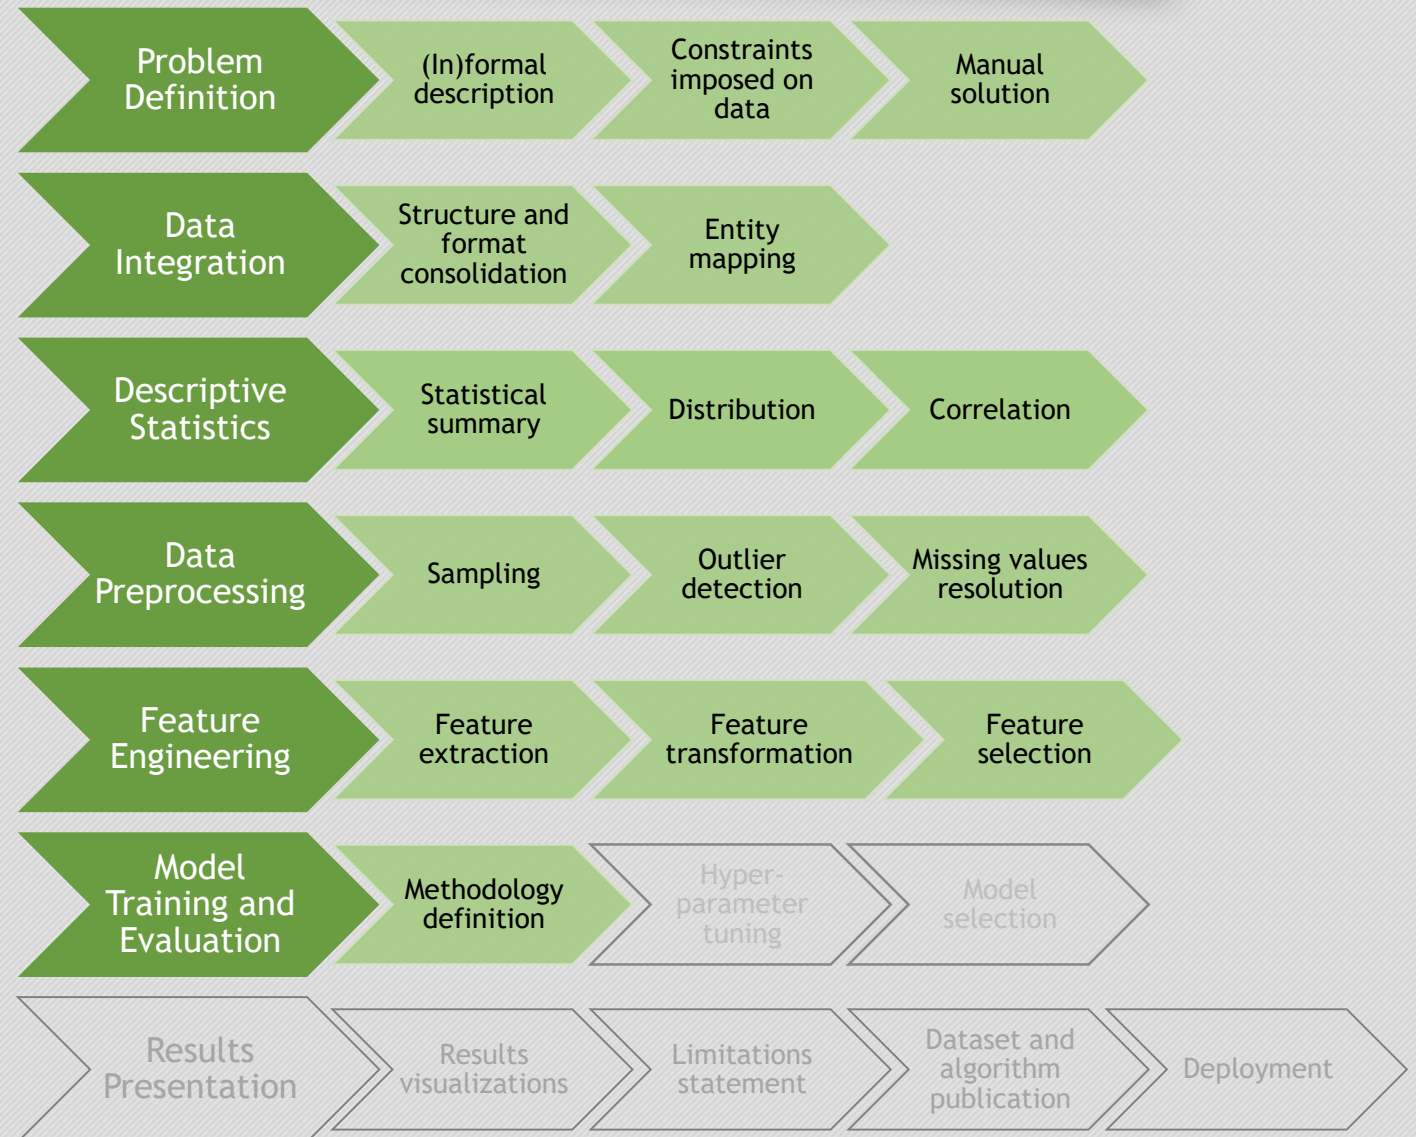 Problem
Definition
(In)formal
description
Constraints
imposed on
data
Manual
solution
Data
Integration
Structure and
format
consolidation
Entity
mapping
Descriptive
Statistics
Statistical
summary
Distribution
Correlation
Data
Preprocessing
Sampling
Outlier
detection
Missing values
resolution
Feature
Engineering
Feature
extraction
Feature
transformation
Feature
selection
Model
Training and
Evaluation
Methodology
definition
Hyper-
parameter
tuning
Model
selection
Results
Presentation
Results
visualizations
Limitations
statement
Dataset and
algorithm
publication
Deployment